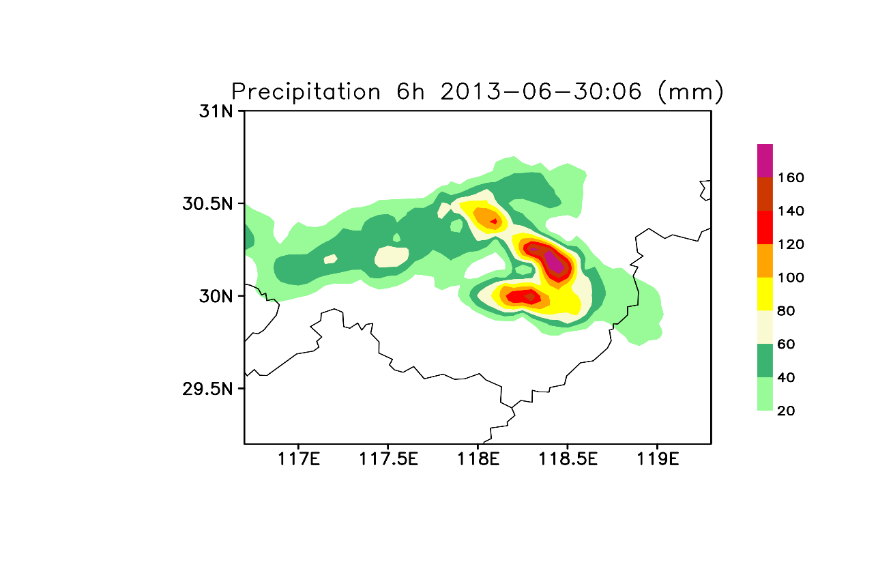 Precipitation 6h 2013-06-30:06 (mm)
31N
30.5N
30N
29.5N
117E 117.5E 118E 118.5E 119E
160
140
120
100
80
60
40
20